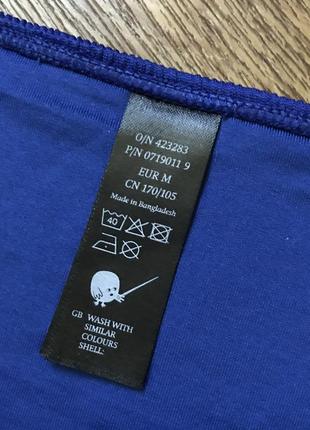 O/N 423283
P/N 0719011 9
EUR M
CN 170/105
Made in Bangladesh
40
GB WASH WITH
SIMILAR
COLOURS
SHELL: